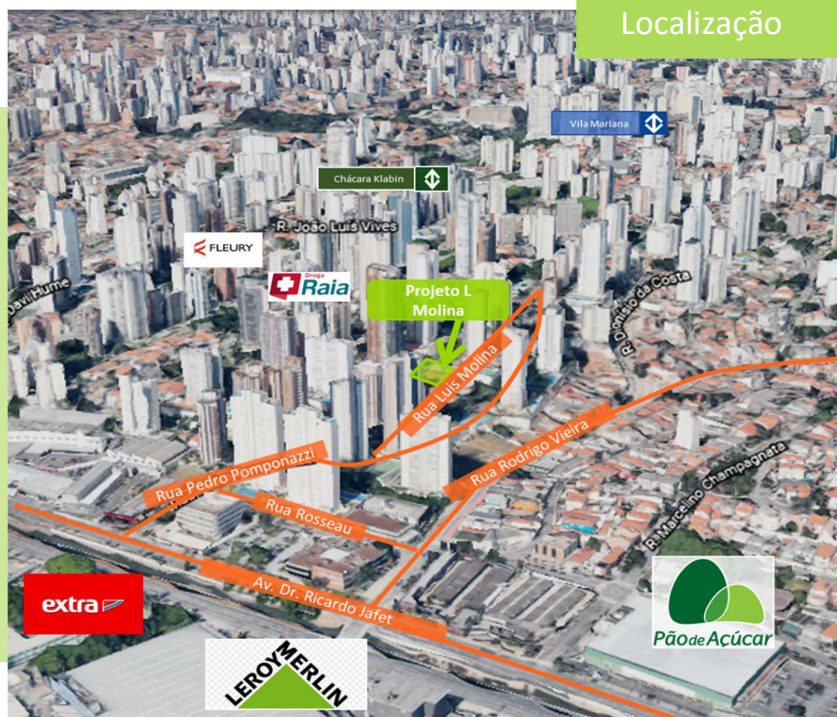 Localização
Vila Mariana
Chácara Klabin
R. João Luis Vives
FLEURY
Droga
Raia
Projeto L
Molina
Davi Hume
R. Dionísio da Costa
Rua Luis Molina
Rua Pedro Pomponazzi
Rua Rodrigo Vieira
Rua Rosseau
R. Marcelino Champagnata
Av. Dr. Ricardo Jafet
extra
LEROY MERLIN
Pão de Açúcar